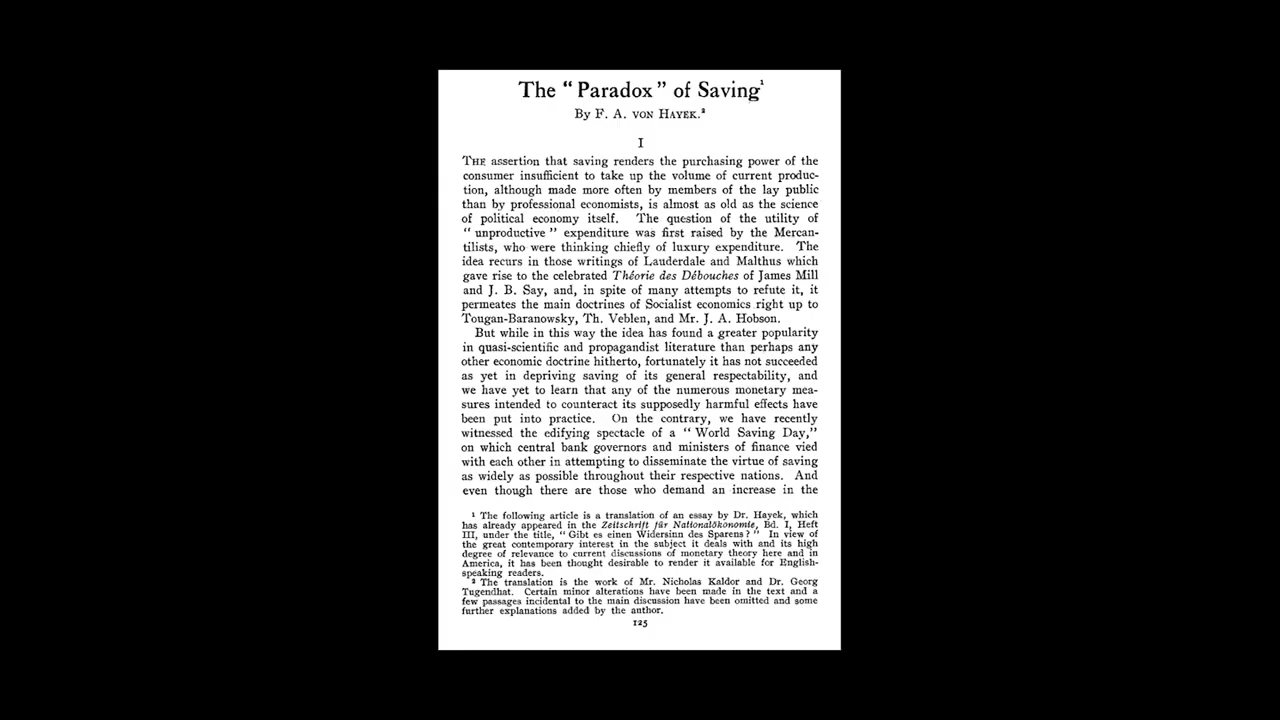 The “ Paradox ” of Saving¹
By F. A. VON HAYEK.²
I
THE assertion that saving renders the purchasing power of the
consumer insufficient to take up the volume of current produc-
tion, although made more often by members of the lay public
than by professional economists, is almost as old as the science
of political economy itself. The question of the utility of
“ unproductive ” expenditure was first raised by the Mercan-
tilists, who were thinking chiefly of luxury expenditure. The
idea recurs in those writings of Lauderdale and Malthus which
gave rise to the celebrated Théorie des Débouches of James Mill
and J. B. Say, and, in spite of many attempts to refute it, it
permeates the main doctrines of Socialist economics right up to
Tougan-Baranowsky, Th. Veblen, and Mr. J. A. Hobson.
But while in this way the idea has found a greater popularity
in quasi-scientific and propagandist literature than perhaps any
other economic doctrine hitherto, fortunately it has not succeeded
as yet in depriving saving of its general respectability, and
we have yet to learn that any of the numerous monetary mea-
sures intended to counteract its supposedly harmful effects have
been put into practice. On the contrary, we have recently
witnessed the edifying spectacle of a “ World Saving Day,”
on which central bank governors and ministers of finance vied
with each other in attempting to disseminate the virtue of saving
as widely as possible throughout their respective nations. And
even though there are those who demand an increase in the
¹ The following article is a translation of an essay by Dr. Hayek, which
has already appeared in the Zeitschrift für Nationalökonomie, Bd. I, Heft
III, under the title, “ Gibt es einen Widersinn des Sparens ? ” In view of
the great contemporary interest in the subject it deals with and its high
degree of relevance to current discussions of monetary theory here and in
America, it has been thought desirable to render it available for English-
speaking readers.
² The translation is the work of Mr. Nicholas Kaldor and Dr. Georg
Tugendhat. Certain minor alterations have been made in the text and a
few passages incidental to the main discussion have been omitted and some
further explanations added by the author.
125